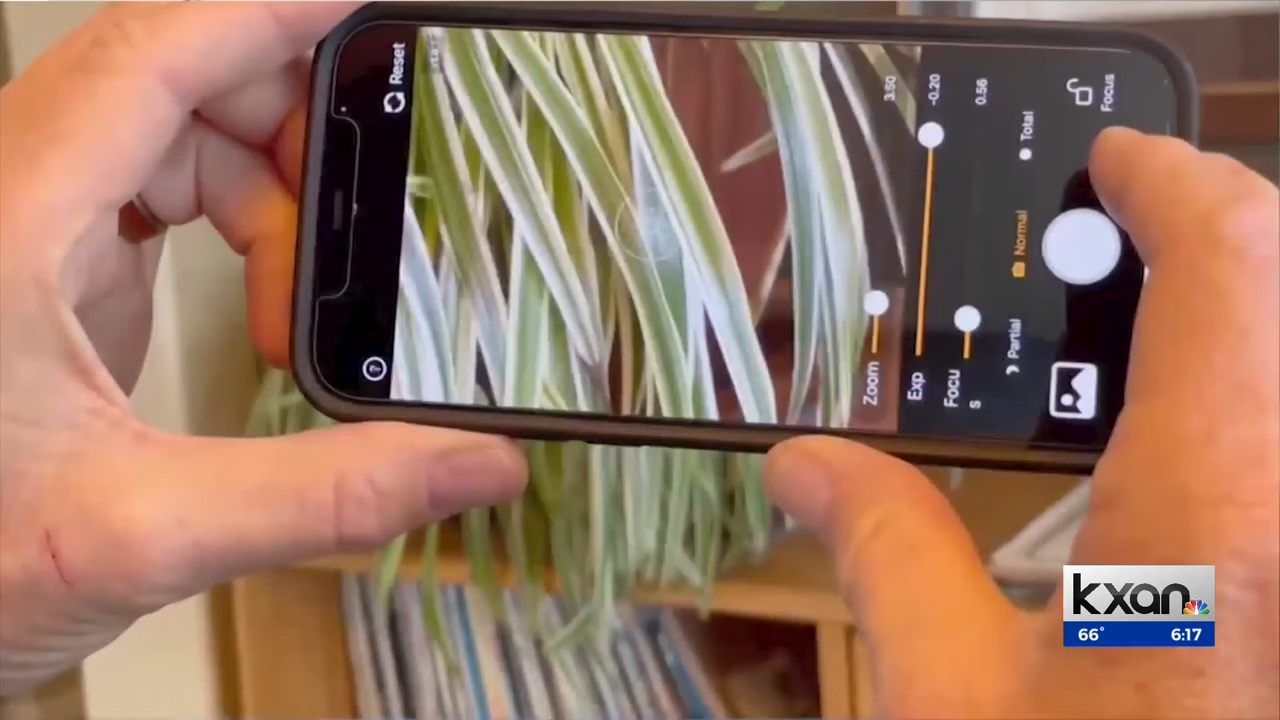 Reset
?
3.50
-0.20
0.56
Zoom
Exp
Focu
s
Total
Normal
Partial
Focus
kxan
66° 6:17